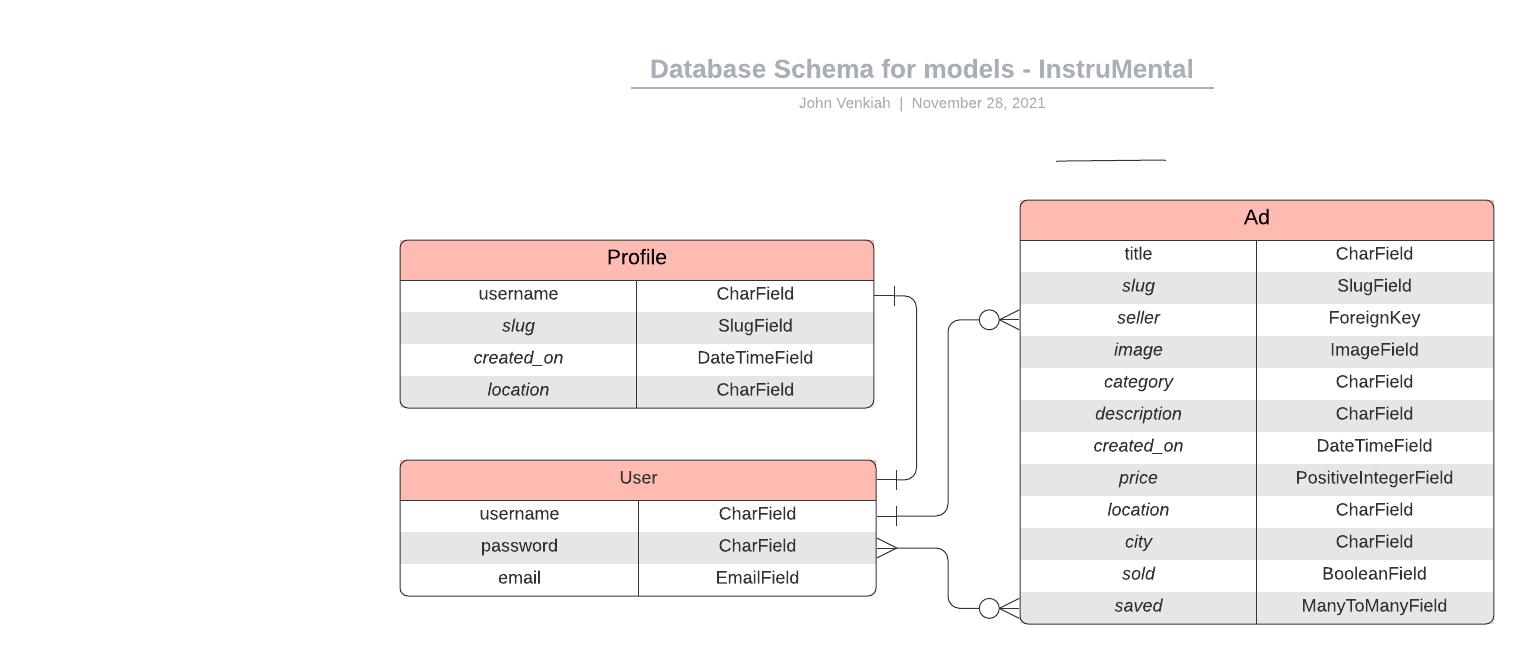 Database Schema for models - InstruMental
John Venkiah | November 28, 2021
Profile
username CharField
slug SlugField
created_on DateTimeField
location CharField
User
username CharField
password CharField
email EmailField
Ad
title CharField
slug SlugField
seller ForeignKey
image ImageField
category CharField
description CharField
created_on DateTimeField
price PositiveIntegerField
location CharField
city CharField
sold BooleanField
saved ManyToManyField